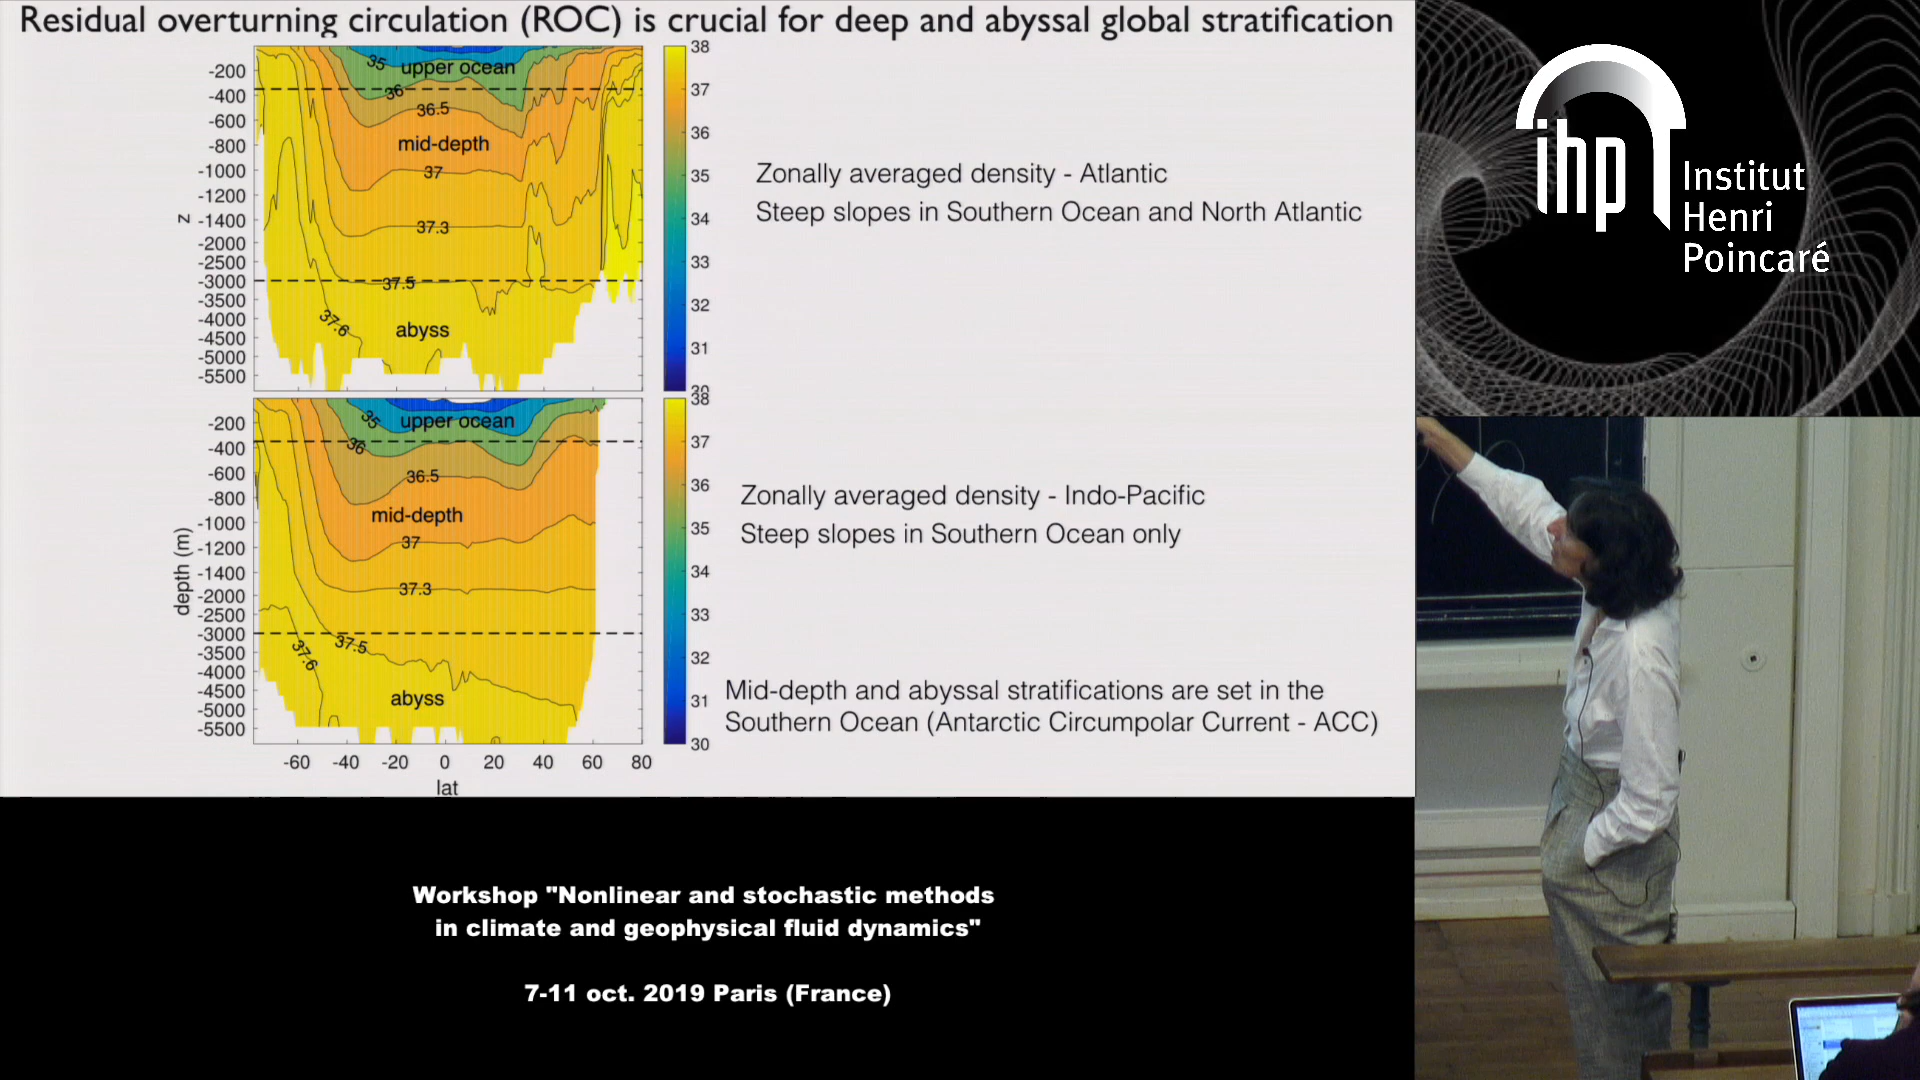 Residual overturning circulation (ROC) is crucial for deep and abyssal global stratification
-200
-400
-600
-800
-1000
-1200
-1400
-2000
-2500
-3000
-3500
-4000
-4500
-5000
-5500
z
35
upper ocean
36
36.5
mid-depth
37
37.3
37.5
37.6
abyss
38
37
36
35
34
33
32
31
Zonally averaged density - Atlantic
Steep slopes in Southern Ocean and North Atlantic
-200
-400
-600
-800
-1000
-1200
-1400
-2000
-2500
-3000
-3500
-4000
-4500
-5000
-5500
depth (m)
35
upper ocean
36
36.5
mid-depth
37
37.3
37.5
37.6
abyss
-60 -40 -20 0 20 40 60 80
lat
38
37
36
35
34
33
32
31
30
Zonally averaged density - Indo-Pacific
Steep slopes in Southern Ocean only
Mid-depth and abyssal stratifications are set in the
Southern Ocean (Antarctic Circumpolar Current - ACC)
ihp
Institut
Henri
Poincaré
Workshop "Nonlinear and stochastic methods
in climate and geophysical fluid dynamics"
7-11 oct. 2019 Paris (France)